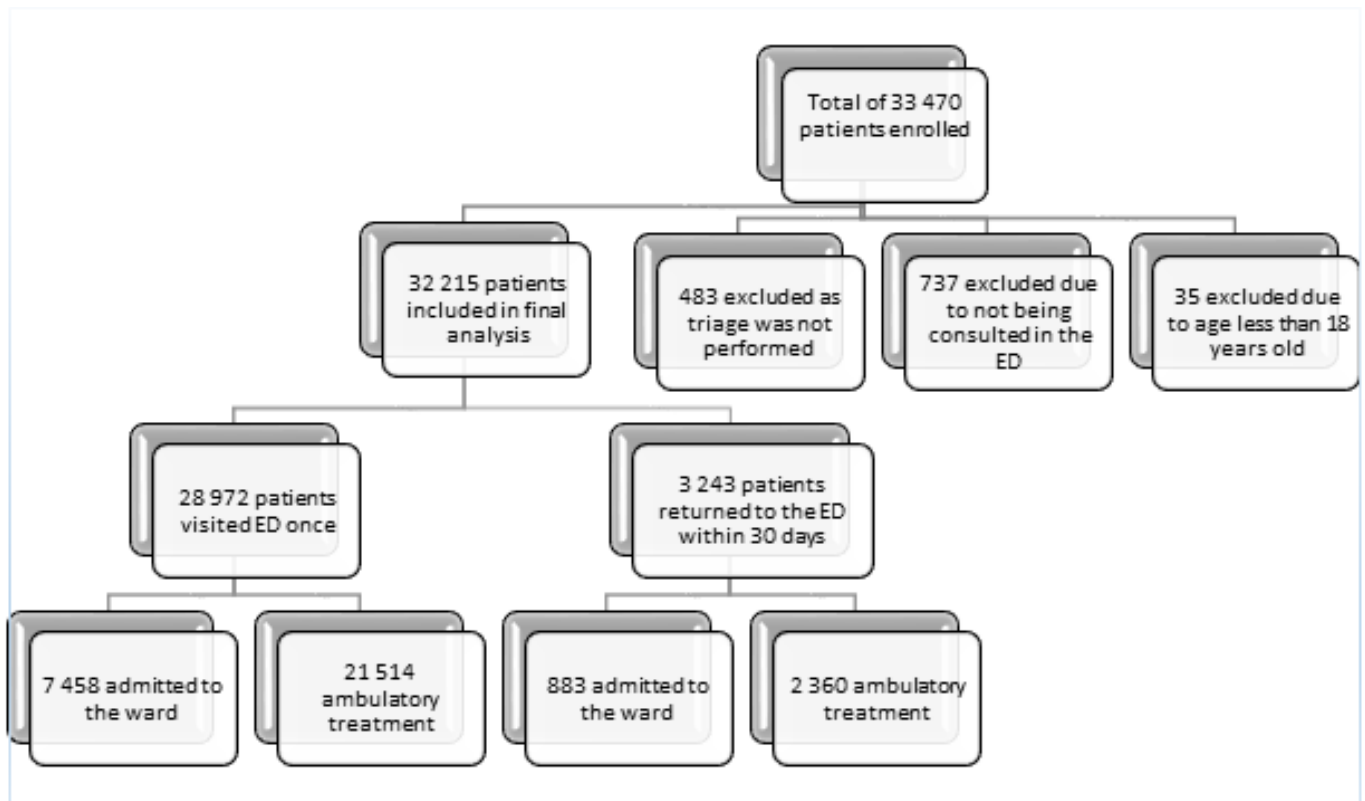 Total of 33 470
patients enrolled
32 215 patients
included in final
analysis
483 excluded as
triage was not
performed
737 excluded due
to not being
consulted in the
ED
35 excluded due
to age less than 18
years old
28 972 patients
visited ED once
3 243 patients
returned to the ED
within 30 days
7 458 admitted to
the ward
21 514
ambulatory
treatment
883 admitted to
the ward
2 360 ambulatory
treatment